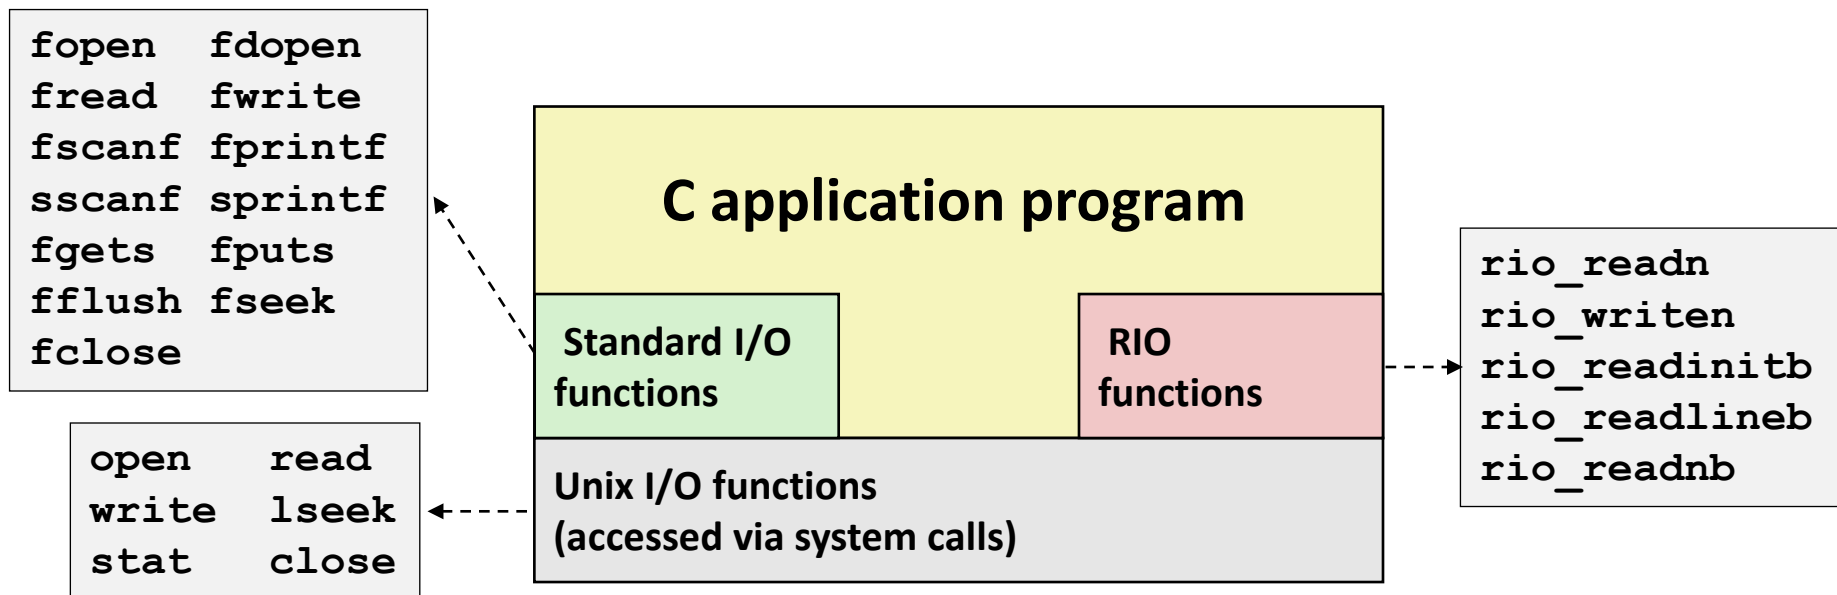 fopen fdopen
fread fwrite
fscanf fprintf
sscanf sprintf
fgets fputs
fflush fseek
fclose
C application program
Standard I/O
functions
RIO
functions
rio_readn
rio_writen
rio_readinitb
rio_readlineb
rio_readnb
open read
write lseek
stat close
Unix I/O functions
(accessed via system calls)